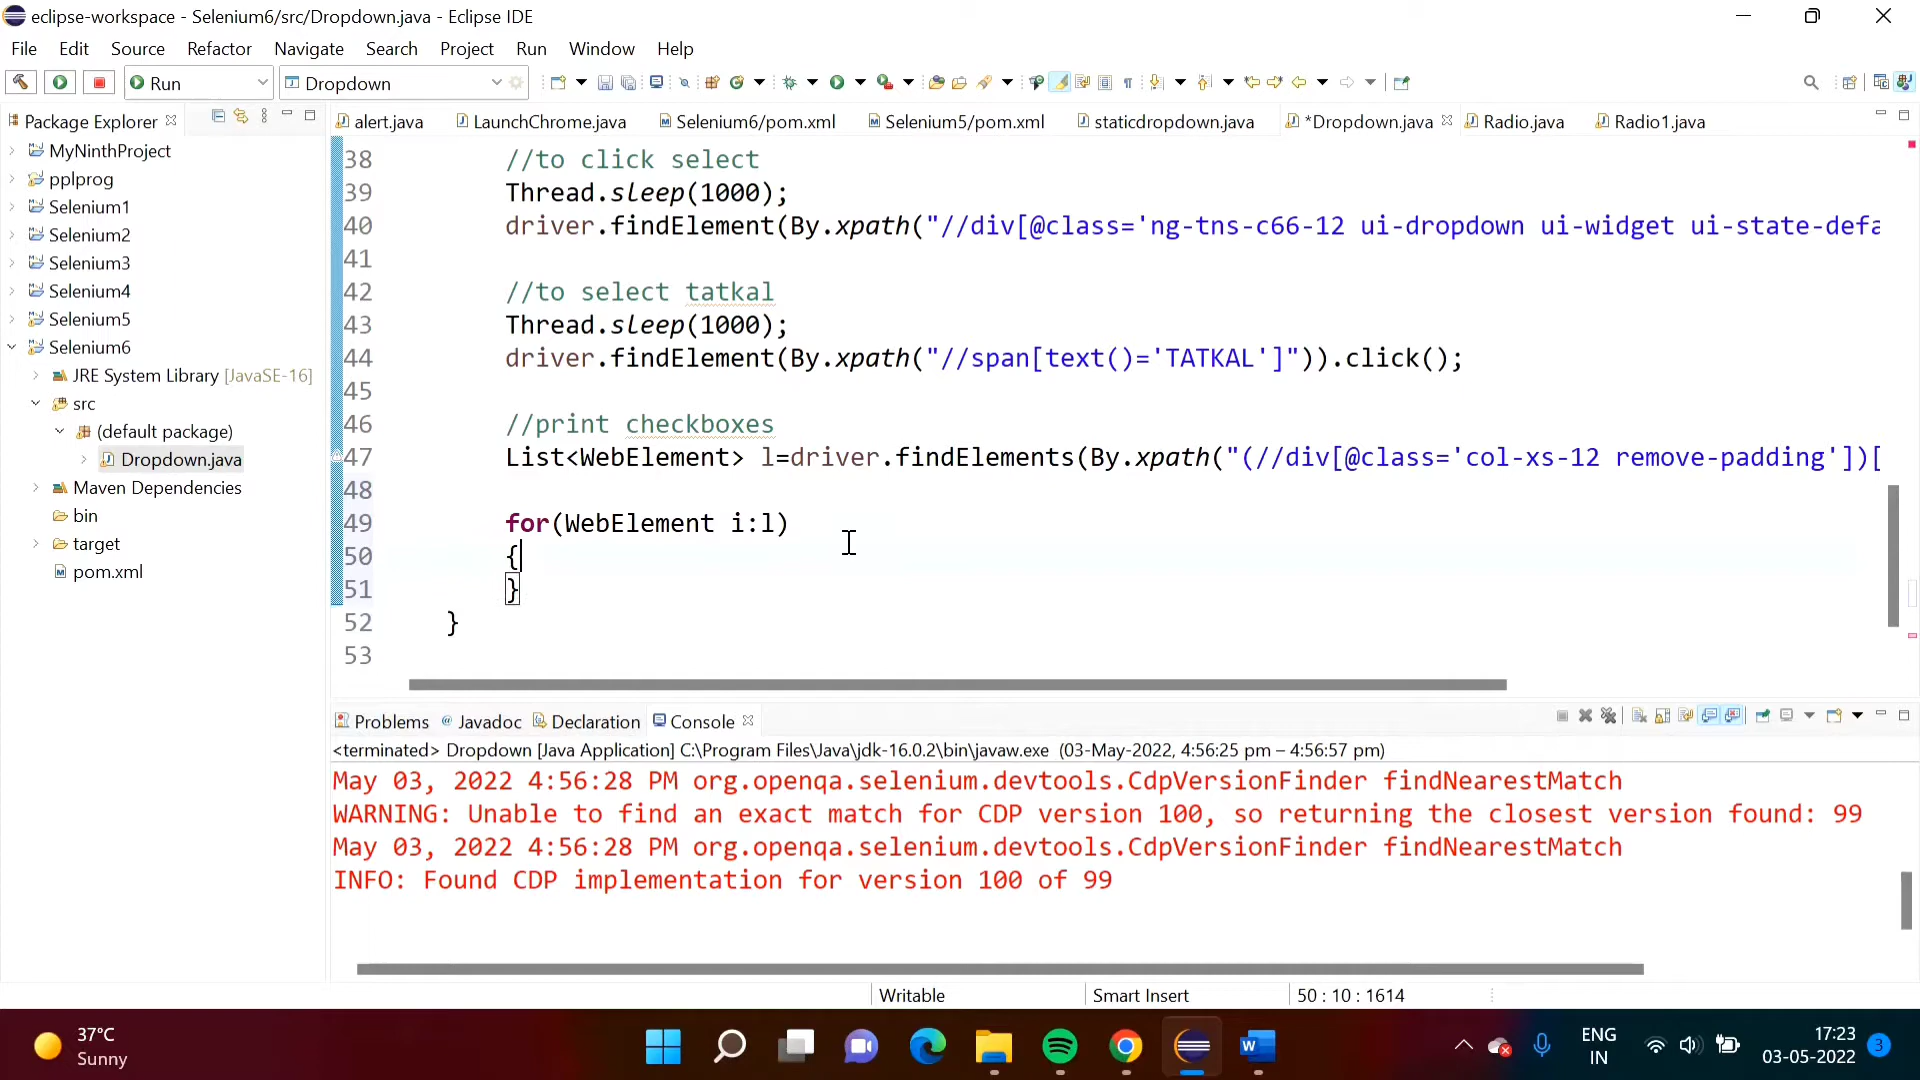 eclipse-workspace - Selenium6/src/Dropdown.java - Eclipse IDE
File Edit Source Refactor Navigate Search Project Run Window Help
Run Dropdown
Package Explorer
alert.java LaunchChrome.java Selenium6/pom.xml Selenium5/pom.xml staticdropdown.java *Dropdown.java Radio.java Radio1.java
MyNinthProject
pplprog
Selenium1
Selenium2
Selenium3
Selenium4
Selenium5
Selenium6
JRE System Library [JavaSE-16]
src
(default package)
Dropdown.java
Maven Dependencies
bin
target
pom.xml
38 //to click select
39 Thread.sleep(1000);
40 driver.findElement(By.xpath("//div[@class='ng-tns-c66-12 ui-dropdown ui-widget ui-state-defa
41
42 //to select tatkal
43 Thread.sleep(1000);
44 driver.findElement(By.xpath("//span[text()='TATKAL']")).click();
45
46 //print checkboxes
47 List<WebElement> l=driver.findElements(By.xpath("(//div[@class='col-xs-12 remove-padding'])[
48
49 for(WebElement i:l)
50 {
51 }
52 }
53
Problems Javadoc Declaration Console
<terminated> Dropdown [Java Application] C:\Program Files\Java\jdk-16.0.2\bin\javaw.exe (03-May-2022, 4:56:25 pm – 4:56:57 pm)
May 03, 2022 4:56:28 PM org.openqa.selenium.devtools.CdpVersionFinder findNearestMatch
WARNING: Unable to find an exact match for CDP version 100, so returning the closest version found: 99
May 03, 2022 4:56:28 PM org.openqa.selenium.devtools.CdpVersionFinder findNearestMatch
INFO: Found CDP implementation for version 100 of 99
Writable Smart Insert 50 : 10 : 1614
37°C
Sunny
ENG
IN
17:23
03-05-2022
3